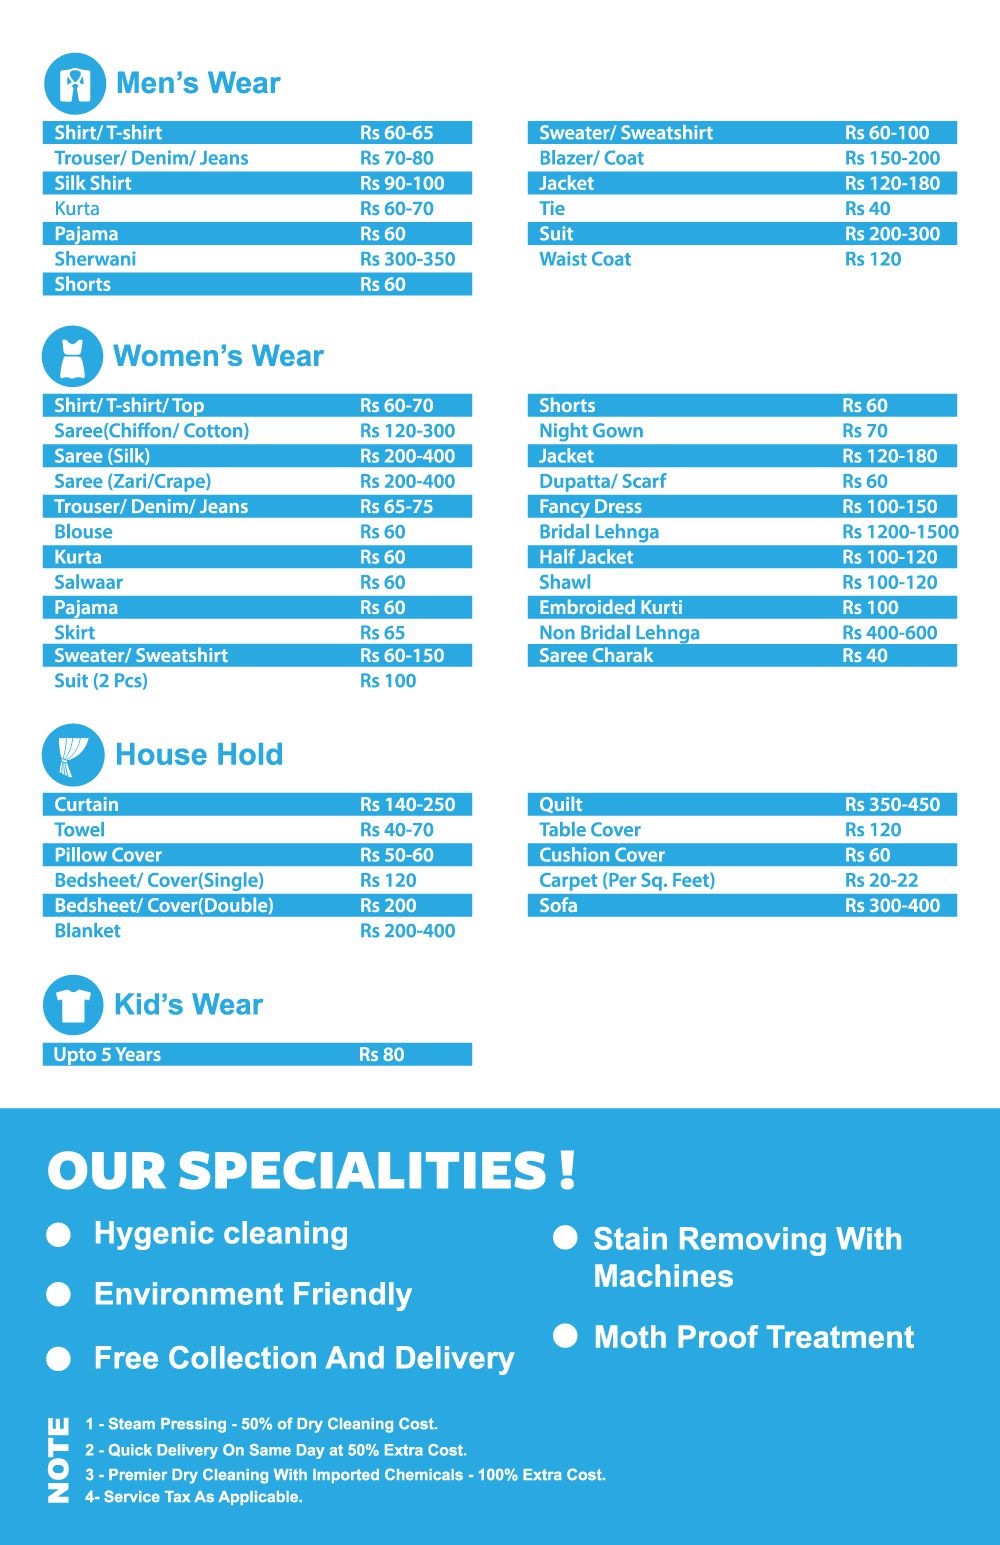 Men's Wear
Shirt/ T-shirt Rs 60-65
Trouser/ Denim/ Jeans Rs 70-80
Silk Shirt Rs 90-100
Kurta Rs 60-70
Pajama Rs 60
Sherwani Rs 300-350
Shorts Rs 60
Sweater/ Sweatshirt Rs 60-100
Blazer/ Coat Rs 150-200
Jacket Rs 120-180
Tie Rs 40
Suit Rs 200-300
Waist Coat Rs 120
Women's Wear
Shirt/ T-shirt/ Top Rs 60-70
Saree(Chiffon/ Cotton) Rs 120-300
Saree (Silk) Rs 200-400
Saree (Zari/Crape) Rs 200-400
Trouser/ Denim/ Jeans Rs 65-75
Blouse Rs 60
Kurta Rs 60
Salwaar Rs 60
Pajama Rs 60
Skirt Rs 65
Sweater/ Sweatshirt Rs 60-150
Suit (2 Pcs) Rs 100
Shorts Rs 60
Night Gown Rs 70
Jacket Rs 120-180
Dupatta/ Scarf Rs 60
Fancy Dress Rs 100-150
Bridal Lehnga Rs 1200-1500
Half Jacket Rs 100-120
Shawl Rs 100-120
Embroided Kurti Rs 100
Non Bridal Lehnga Rs 400-600
Saree Charak Rs 40
House Hold
Curtain Rs 140-250
Towel Rs 40-70
Pillow Cover Rs 50-60
Bedsheet/ Cover(Single) Rs 120
Bedsheet/ Cover(Double) Rs 200
Blanket Rs 200-400
Quilt Rs 350-450
Table Cover Rs 120
Cushion Cover Rs 60
Carpet (Per Sq. Feet) Rs 20-22
Sofa Rs 300-400
Kid's Wear
Upto 5 Years Rs 80
OUR SPECIALITIES !
Hygenic cleaning
Environment Friendly
Free Collection And Delivery
Stain Removing With
Machines
Moth Proof Treatment
NOTE
1 - Steam Pressing - 50% of Dry Cleaning Cost.
2 - Quick Delivery On Same Day at 50% Extra Cost.
3 - Premier Dry Cleaning With Imported Chemicals - 100% Extra Cost.
4- Service Tax As Applicable.